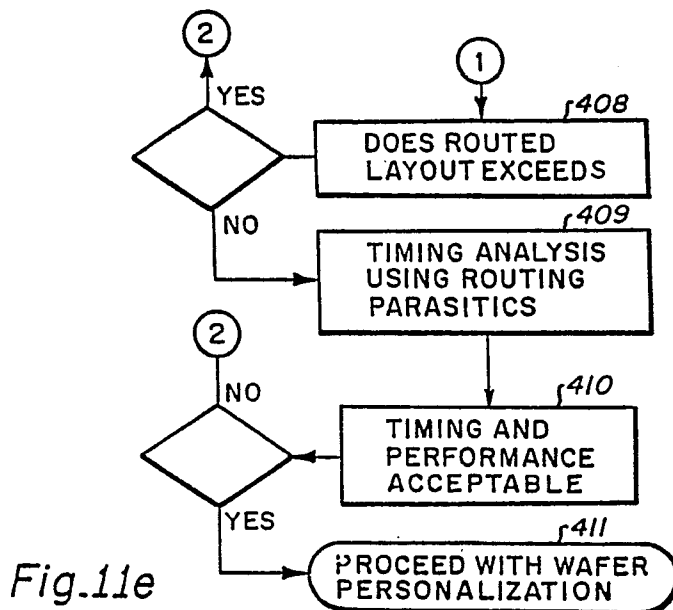 2
1
YES
408
DOES ROUTED
LAYOUT EXCEEDS
NO
409
TIMING ANALYSIS
USING ROUTING
PARASITICS
2
NO
410
TIMING AND
PERFORMANCE
ACCEPTABLE
YES
411
PROCEED WITH WAFER
PERSONALIZATION
Fig.11e